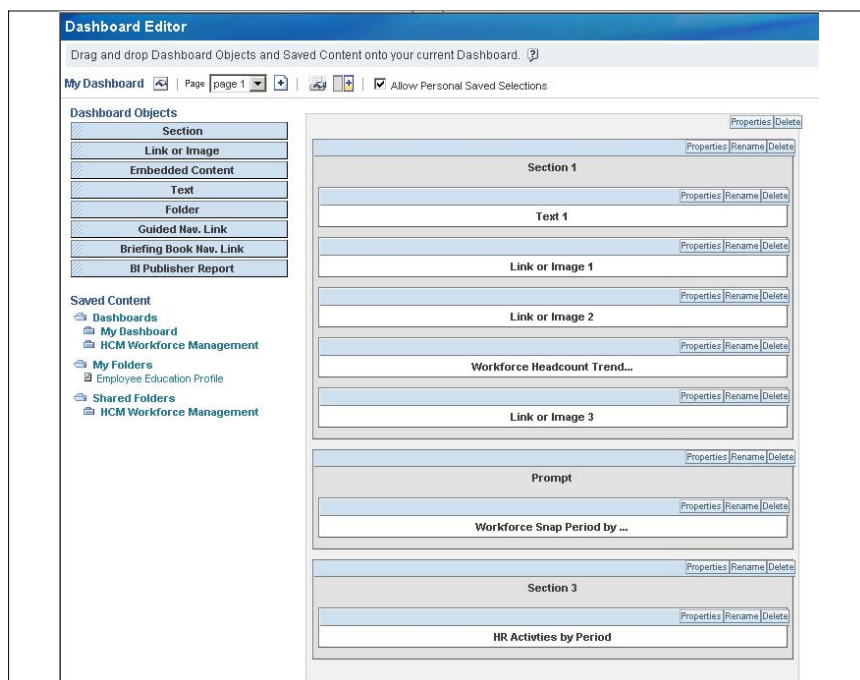 Dashboard Editor
Drag and drop Dashboard Objects and Saved Content onto your current Dashboard.
My Dashboard | Page page 1 | | Allow Personal Saved Selections
Dashboard Objects
Section
Link or Image
Embedded Content
Text
Folder
Guided Nav. Link
Briefing Book Nav. Link
BI Publisher Report
Saved Content
Dashboards
My Dashboard
HCM Workforce Management
My Folders
Employee Education Profile
Shared Folders
HCM Workforce Management
Properties Delete
Properties Rename Delete
Section 1
Properties Rename Delete
Text 1
Properties Rename Delete
Link or Image 1
Properties Rename Delete
Link or Image 2
Properties Rename Delete
Workforce Headcount Trend...
Properties Rename Delete
Link or Image 3
Properties Rename Delete
Prompt
Properties Rename Delete
Workforce Snap Period by ...
Properties Rename Delete
Section 3
Properties Rename Delete
HR Activties by Period